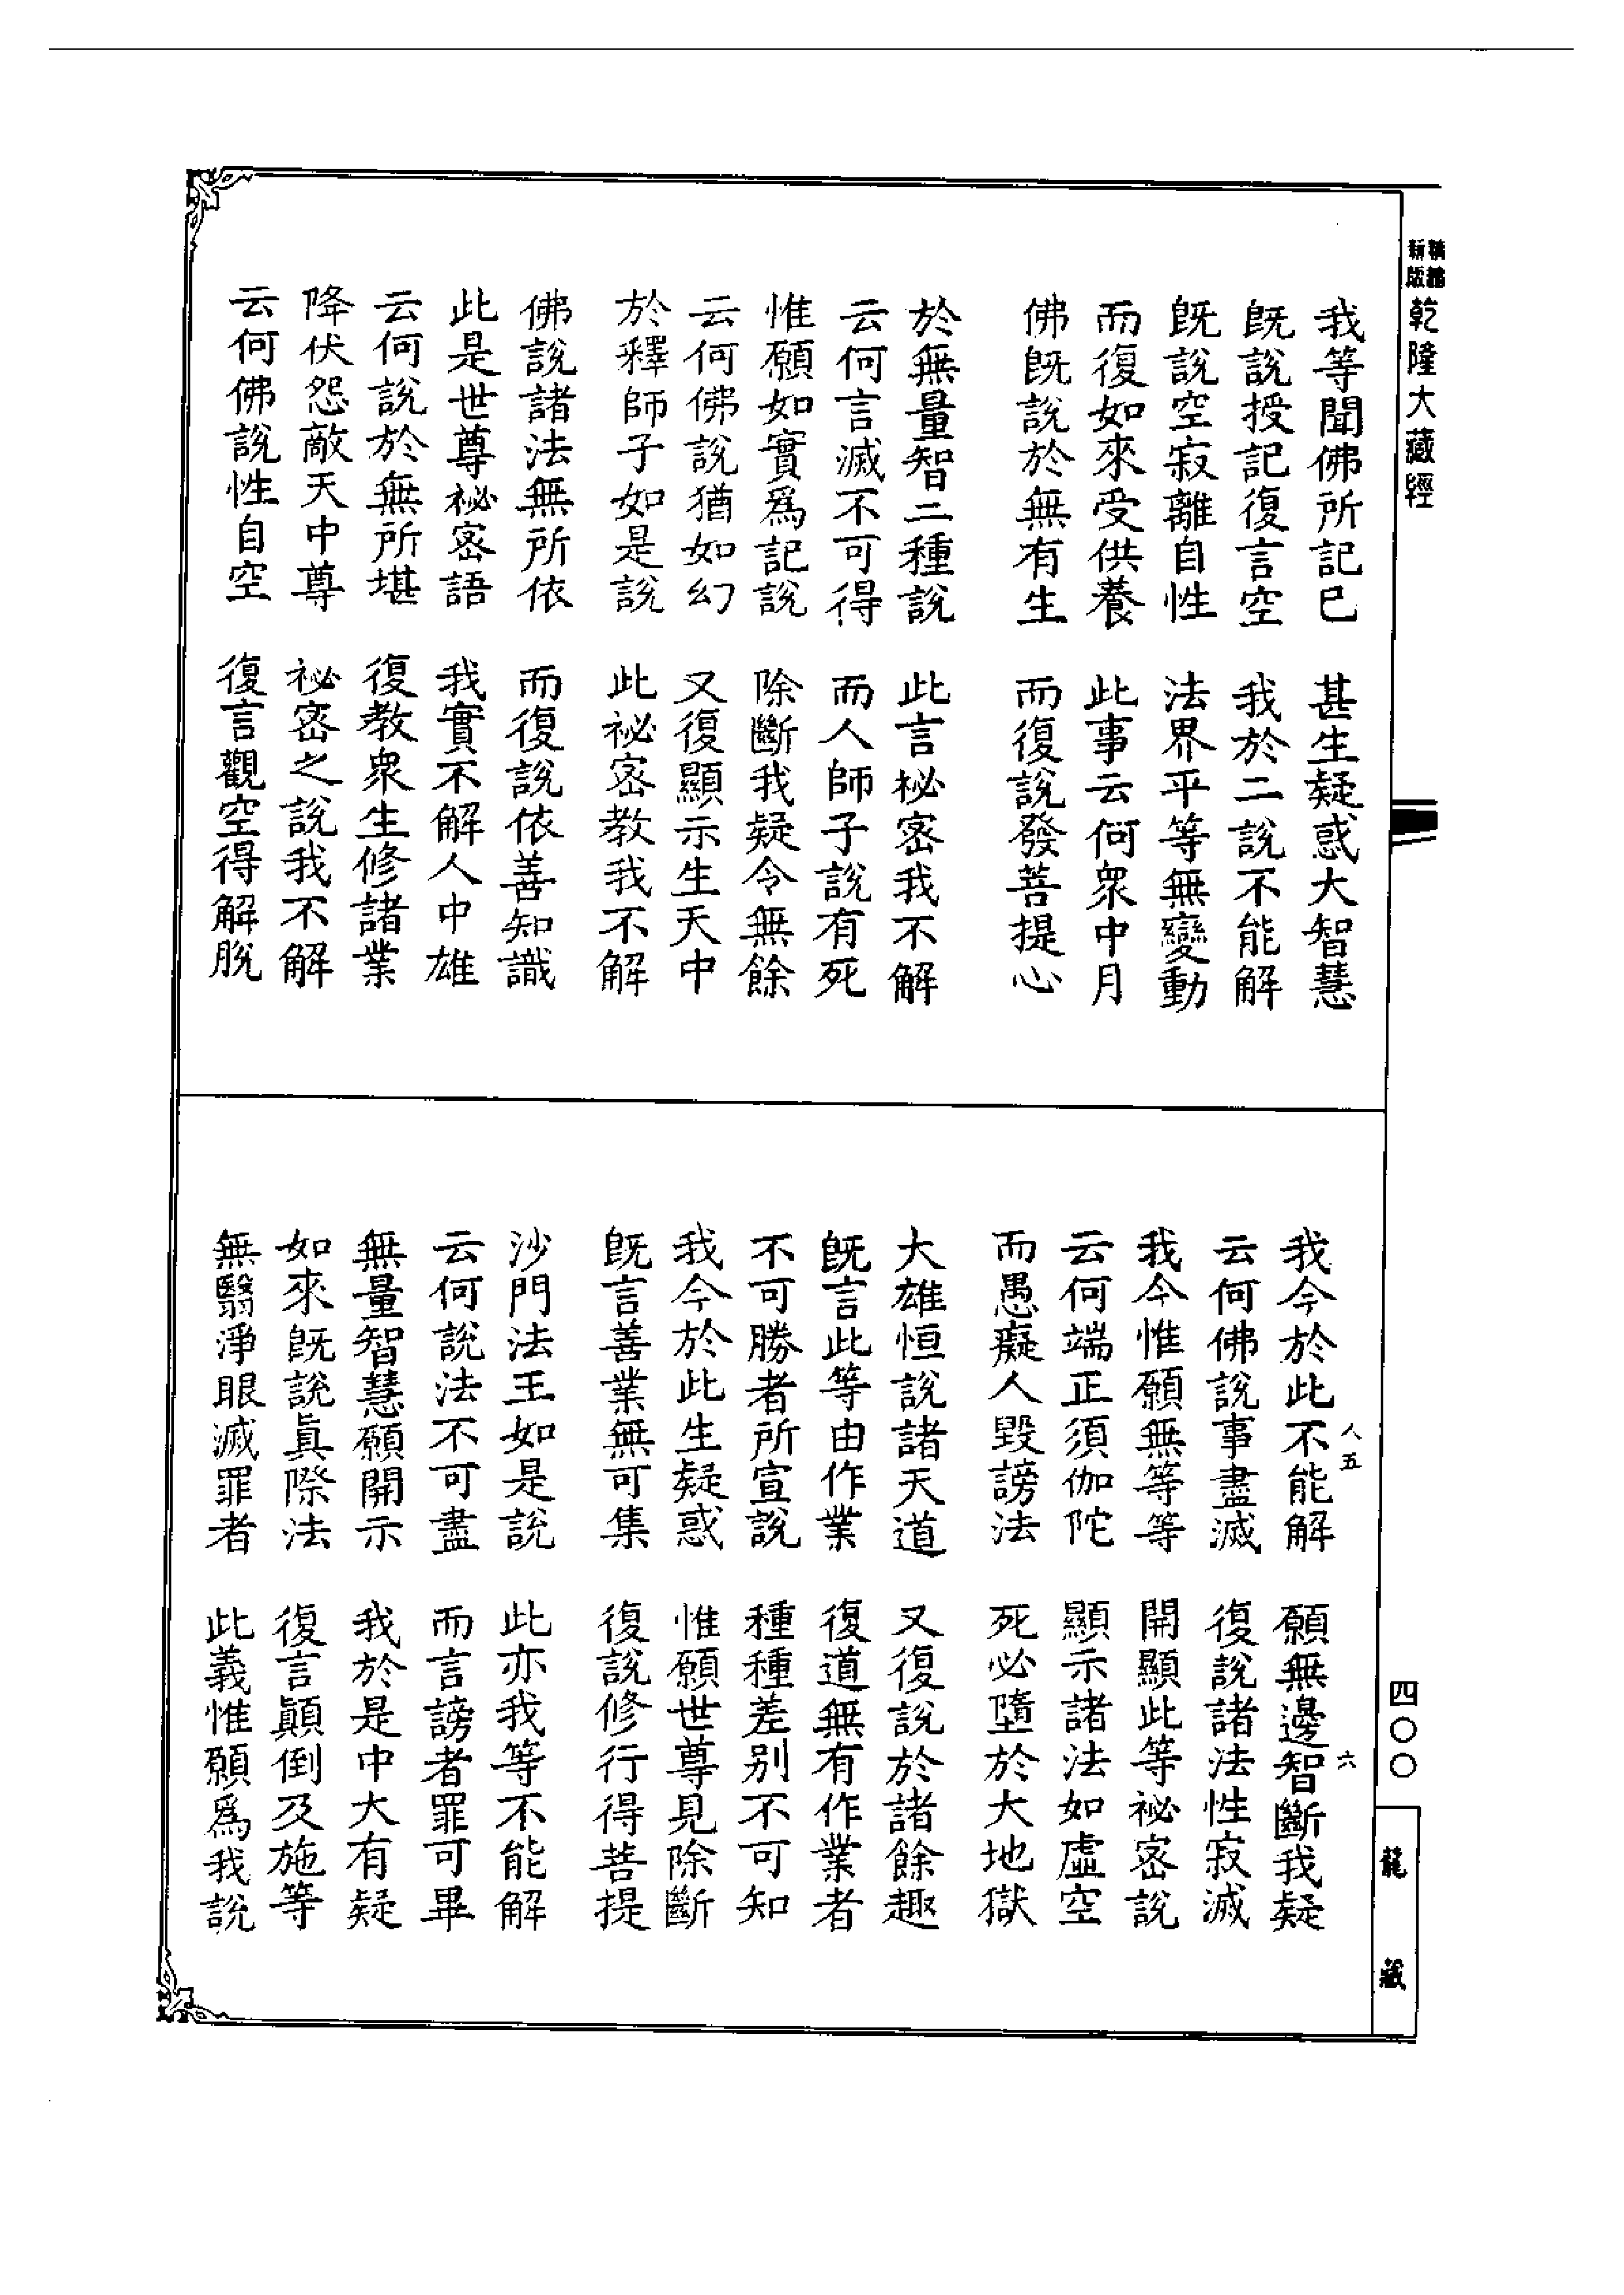 精縮新版乾隆大藏經
我等聞佛所記已　甚生疑惑大智慧
既說授記復言空　我於二說不能解
既說空寂離自性　法界平等無變動
而復如來受供養　此事云何眾中月
佛既說於無有生　而復說發菩提心
於無量智二種說　此言祕密我不解
云何言滅不可得　而人師子說有死
惟願如實為記說　除斷我疑令無餘
云何佛說猶如幻　又復顯示生天中
於釋師子如是說　此祕密教我不解
佛說諸法無所依　而復說依善知識
此是世尊祕密語　我實不解人中雄
云何說於無所堪　復教眾生修諸業
降伏怨敵天中尊　祕密之說我不解
云何佛說性自空　復言觀空得解脫
我今於此不能解　願無邊智斷我疑
云何佛說事盡滅　復說諸法性寂滅
我今惟願無等等　開顯此等祕密說
云何端正須伽陀　顯示諸法如虛空
而愚癡人毀謗法　死必墮於大地獄
大雄恒說諸天道　又復說於諸餘趣
既言此等由作業　復道無有作業者
不可勝者所宣說　種種差別不可知
我今於此生疑惑　惟願世尊見除斷
既言善業無可集　復說修行得菩提
沙門法王如是說　此亦我等不能解
云何說法不可盡　而言謗者罪可畢
無量智慧願開示　我於是中大有疑
如來既說真際法　復言顛倒及施等
無翳淨眼滅罪者　此義惟願為我說
人五
六
四〇〇
龍藏